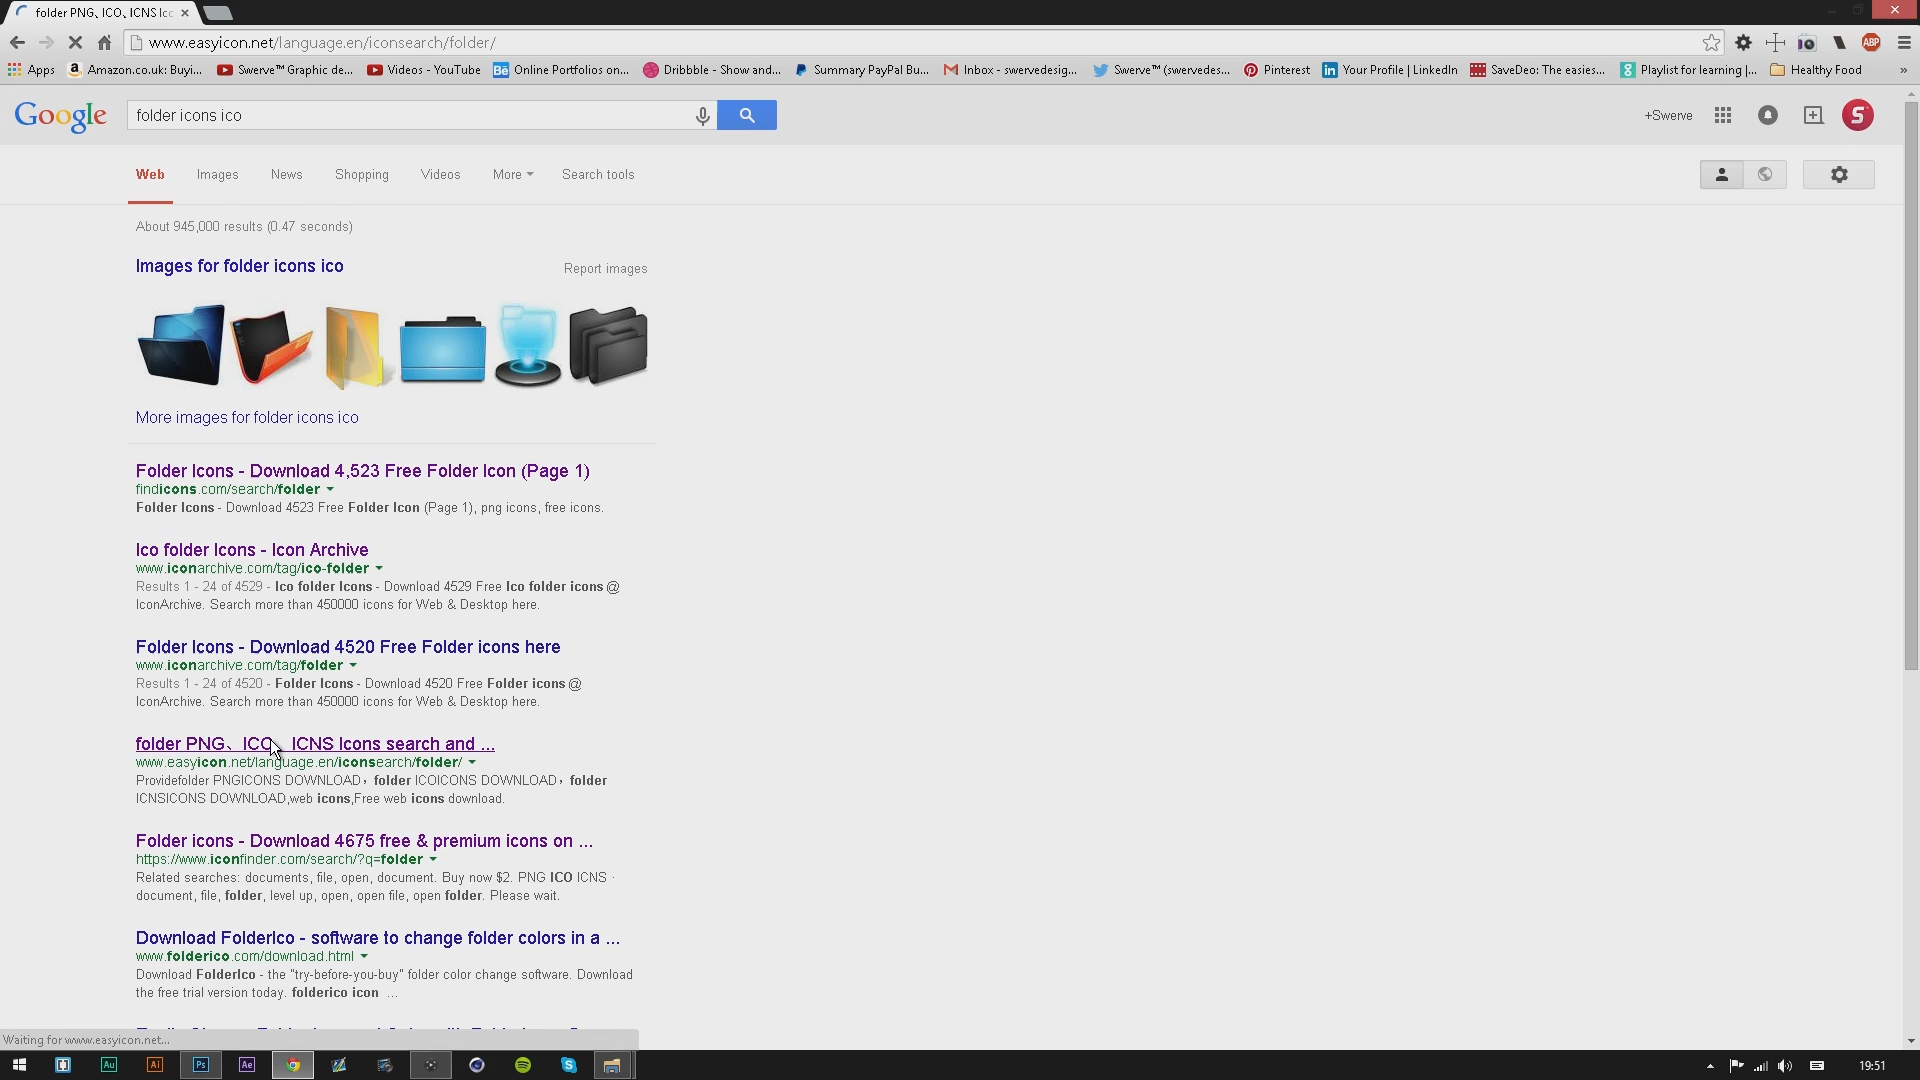 folder PNG、ICO、ICNS Icc
www.easyicon.net/language.en/iconsearch/folder/
Apps
Amazon.co.uk: Buyi...
Swerve™ Graphic de...
Videos - YouTube
Online Portfolios on...
Dribbble - Show and...
Summary PayPal Bu...
Inbox - swervedesig...
Swerve™ (swervedes...
Pinterest
Your Profile | LinkedIn
SaveDeo: The easies...
Playlist for learning |...
Healthy Food
»
Google
folder icons ico
+Swerve
Web
Images
News
Shopping
Videos
More
Search tools
About 945,000 results (0.47 seconds)
Images for folder icons ico
Report images
More images for folder icons ico
Folder Icons - Download 4,523 Free Folder Icon (Page 1)
findicons.com/search/folder
Folder Icons - Download 4523 Free Folder Icon (Page 1), png icons, free icons.
Ico folder Icons - Icon Archive
www.iconarchive.com/tag/ico-folder
Results 1 - 24 of 4529 - Ico folder Icons - Download 4529 Free Ico folder icons @
IconArchive. Search more than 450000 icons for Web & Desktop here.
Folder Icons - Download 4520 Free Folder icons here
www.iconarchive.com/tag/folder
Results 1 - 24 of 4520 - Folder Icons - Download 4520 Free Folder icons @
IconArchive. Search more than 450000 icons for Web & Desktop here.
folder PNG、ICO、ICNS Icons search and ...
www.easyicon.net/language.en/iconsearch/folder/
Providefolder PNGICONS DOWNLOAD，folder ICOICONS DOWNLOAD，folder
ICNSICONS DOWNLOAD,web icons,Free web icons download.
Folder icons - Download 4675 free & premium icons on ...
https://www.iconfinder.com/search/?q=folder
Related searches: documents, file, open, document. Buy now $2. PNG ICO ICNS ·
document, file, folder, level up, open, open file, open folder. Please wait.
Download FolderIco - software to change folder colors in a ...
www.folderico.com/download.html
Download FolderIco - the "try-before-you-buy" folder color change software. Download
the free trial version today. folderico icon ...
Waiting for www.easyicon.net...
Au
Ai
Ps
Ae
19:51